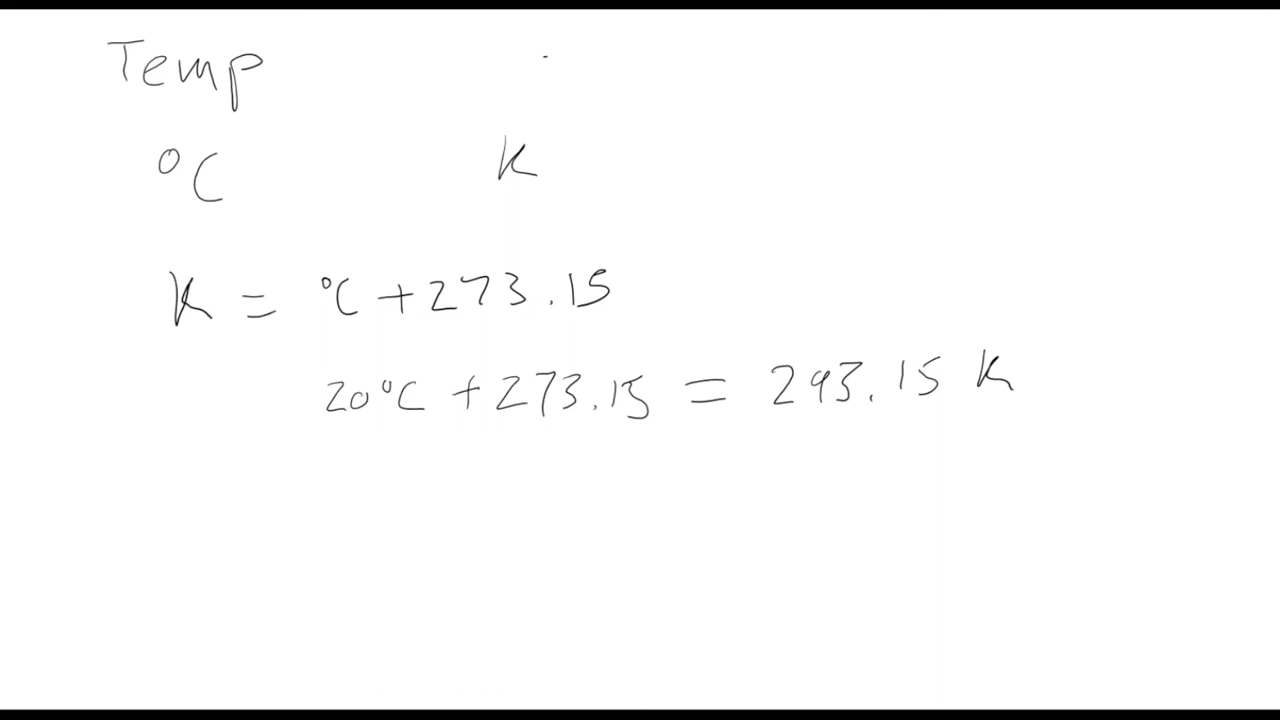 Temp
°C K
K = °C + 273.15
20°C + 273.15 = 293.15 K